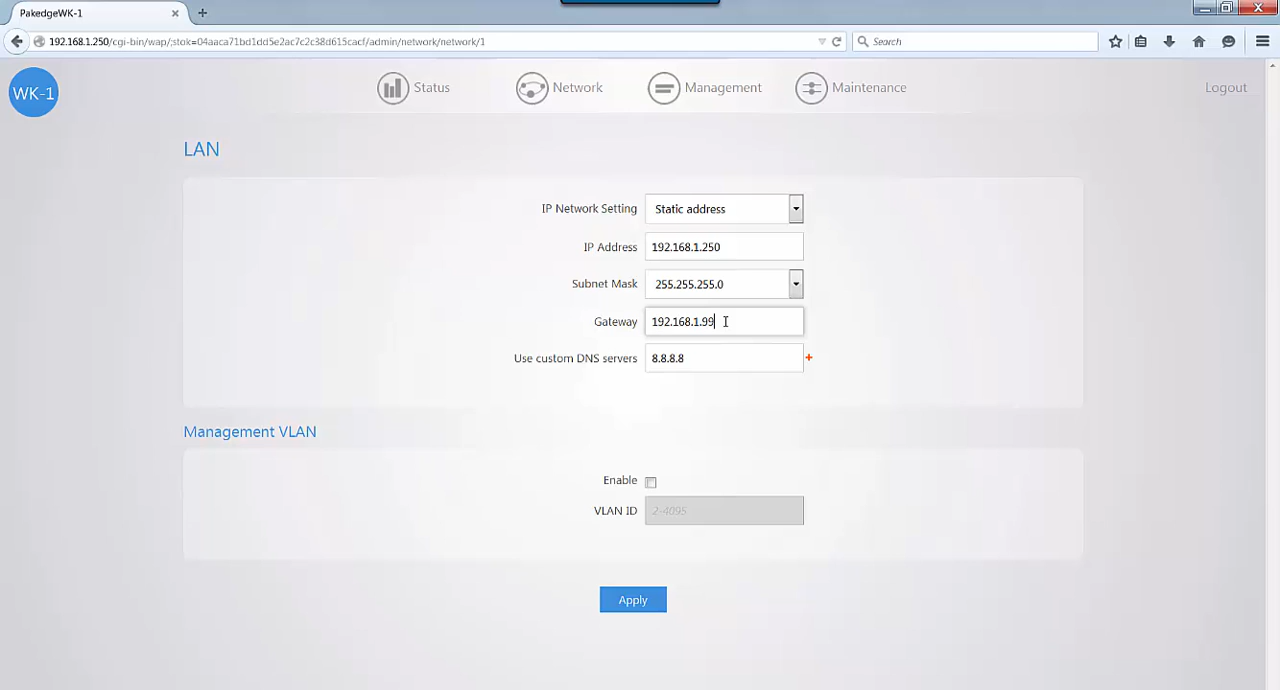 PakedgeWK-1
192.168.1.250/cgi-bin/wap/;stok=04aaca71bd1dd5e2ac7c2c38d615cacf/admin/network/network/1
Search
WK-1
Status
Network
Management
Maintenance
Logout
LAN
IP Network Setting
Static address
IP Address
192.168.1.250
Subnet Mask
255.255.255.0
Gateway
192.168.1.99
Use custom DNS servers
8.8.8.8
Management VLAN
Enable
VLAN ID
2-4095
Apply